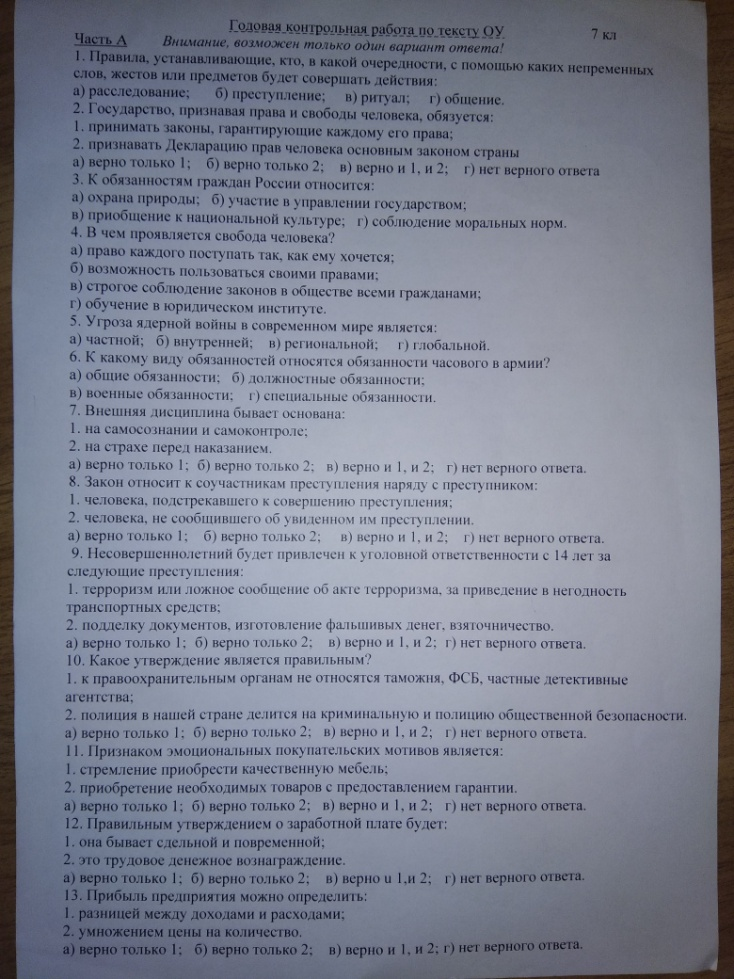 Годовая контрольная работа по тексту ОУ 7 кл
Часть А Внимание, возможен только один вариант ответа!
1. Правила, устанавливающие, кто, в какой очередности, с помощью каких непременных
слов, жестов или предметов будет совершать действия:
а) расследование; б) преступление; в) ритуал; г) общение.
2. Государство, признавая права и свободы человека, обязуется:
1. принимать законы, гарантирующие каждому его права;
2. признавать Декларацию прав человека основным законом страны
а) верно только 1; б) верно только 2; в) верно и 1, и 2; г) нет верного ответа
3. К обязанностям граждан России относится:
а) охрана природы; б) участие в управлении государством;
в) приобщение к национальной культуре; г) соблюдение моральных норм.
4. В чем проявляется свобода человека?
а) право каждого поступать так, как ему хочется;
б) возможность пользоваться своими правами;
в) строгое соблюдение законов в обществе всеми гражданами;
г) обучение в юридическом институте.
5. Угроза ядерной войны в современном мире является:
а) частной; б) внутренней; в) региональной; г) глобальной.
6. К какому виду обязанностей относятся обязанности часового в армии?
а) общие обязанности; б) должностные обязанности;
в) военные обязанности; г) специальные обязанности.
7. Внешняя дисциплина бывает основана:
1. на самосознании и самоконтроле;
2. на страхе перед наказанием.
а) верно только 1; б) верно только 2; в) верно и 1, и 2; г) нет верного ответа.
8. Закон относит к соучастникам преступления наряду с преступником:
1. человека, подстрекавшего к совершению преступления;
2. человека, не сообщившего об увиденном им преступлении.
а) верно только 1; б) верно только 2; в) верно и 1, и 2; г) нет верного ответа.
9. Несовершеннолетний будет привлечен к уголовной ответственности с 14 лет за
следующие преступления:
1. терроризм или ложное сообщение об акте терроризма, за приведение в негодность
транспортных средств;
2. подделку документов, изготовление фальшивых денег, взяточничество.
а) верно только 1; б) верно только 2; в) верно и 1, и 2; г) нет верного ответа.
10. Какое утверждение является правильным?
1. к правоохранительным органам не относятся таможня, ФСБ, частные детективные
агентства;
2. полиция в нашей стране делится на криминальную и полицию общественной безопасности.
а) верно только 1; б) верно только 2; в) верно и 1, и 2; г) нет верного ответа.
11. Признаком эмоциональных покупательских мотивов является:
1. стремление приобрести качественную мебель;
2. приобретение необходимых товаров с предоставлением гарантии.
а) верно только 1; б) верно только 2; в) верно и 1, и 2; г) нет верного ответа.
12. Правильным утверждением о заработной плате будет:
1. она бывает сдельной и повременной;
2. это трудовое денежное вознаграждение.
а) верно только 1; б) верно только 2; в) верно u 1,и 2; г) нет верного ответа.
13. Прибыль предприятия можно определить:
1. разницей между доходами и расходами;
2. умножением цены на количество.
а) верно только 1; б) верно только 2; в) верно и 1, и 2; г) нет верного ответа.